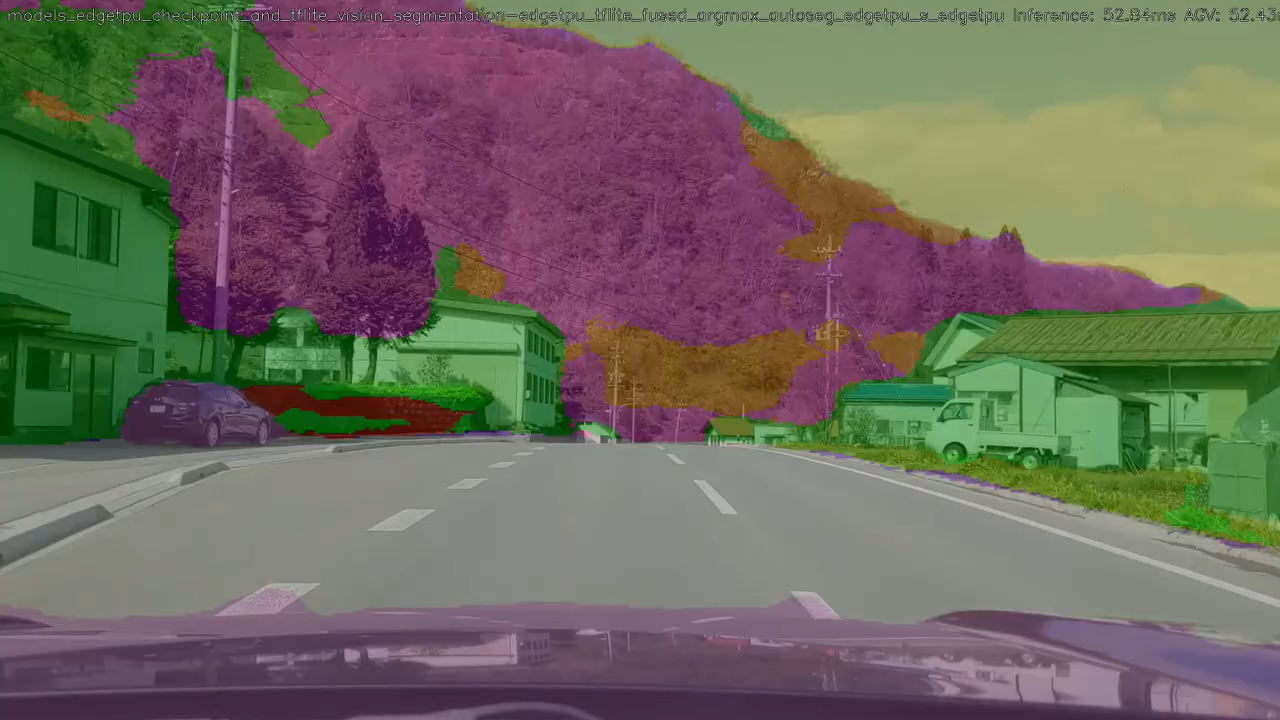 models_edgetpu_checkpoint_and_tflite_vision_segmentation-edgetpu_tflite_fused_argmax_autoseg_edgetpu_s_edgetpu Inference: 52.84ms AGV: 52.43